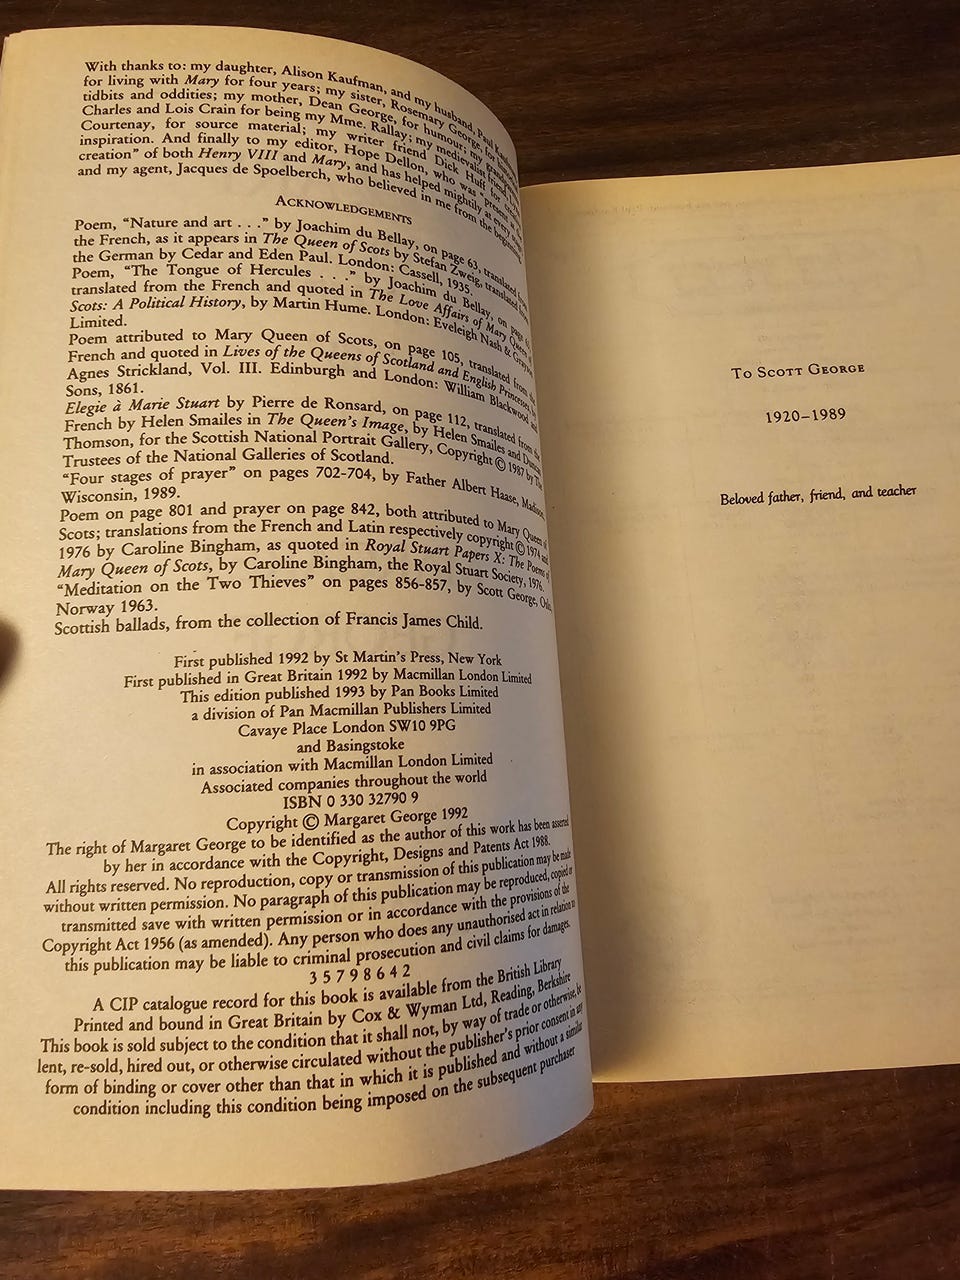 With thanks to: my daughter, Alison Kaufman, and my husband, Paul
for living with Mary for four years; my sister, Rosemary George, for
tidbits and oddities; my mother, Dean George, for humour; my
Charles and Lois Crain for being my Mme. Rallay; my medievalist friend,
Courtenay, for source material; my writer friend Dick Huff for
inspiration. And finally to my editor, Hope Dellon, who was "present at the
creation" of both Henry VIII and Mary, and has helped mightily at every
and my agent, Jacques de Spoelberch, who believed in me from the beginning.
ACKNOWLEDGEMENTS
Poem, "Nature and art . . ." by Joachim du Bellay, on page 63, translated from
the French, as it appears in The Queen of Scots by Stefan Zweig, translated from
the German by Cedar and Eden Paul. London: Cassell, 1935.
Poem, "The Tongue of Hercules . . ." by Joachim du Bellay, on page
translated from the French and quoted in The Love Affairs of Mary Queen of
Scots: A Political History, by Martin Hume. London: Eveleigh Nash & Grayson
Limited.
Poem attributed to Mary Queen of Scots, on page 105, translated from the
French and quoted in Lives of the Queens of Scotland and English Princesses, by
Agnes Strickland, Vol. III. Edinburgh and London: William Blackwood and
Sons, 1861.
Elegie à Marie Stuart by Pierre de Ronsard, on page 112, translated from the
French by Helen Smailes in The Queen's Image, by Helen Smailes and Duncan
Thomson, for the Scottish National Portrait Gallery, Copyright © 1987 by The
Trustees of the National Galleries of Scotland.
"Four stages of prayer" on pages 702-704, by Father Albert Haase, Madison,
Wisconsin, 1989.
Poem on page 801 and prayer on page 842, both attributed to Mary Queen of
Scots; translations from the French and Latin respectively copyright © 1974 and
1976 by Caroline Bingham, as quoted in Royal Stuart Papers X: The Poems of
Mary Queen of Scots, by Caroline Bingham, the Royal Stuart Society, 1976.
"Meditation on the Two Thieves" on pages 856-857, by Scott George, Oslo,
Norway 1963.
Scottish ballads, from the collection of Francis James Child.
First published 1992 by St Martin's Press, New York
First published in Great Britain 1992 by Macmillan London Limited
This edition published 1993 by Pan Books Limited
a division of Pan Macmillan Publishers Limited
Cavaye Place London SW10 9PG
and Basingstoke
in association with Macmillan London Limited
Associated companies throughout the world
ISBN 0 330 32790 9
Copyright © Margaret George 1992
The right of Margaret George to be identified as the author of this work has been asserted
by her in accordance with the Copyright, Designs and Patents Act 1988.
All rights reserved. No reproduction, copy or transmission of this publication may be made
without written permission. No paragraph of this publication may be reproduced, copied or
transmitted save with written permission or in accordance with the provisions of the
Copyright Act 1956 (as amended). Any person who does any unauthorised act in relation to
this publication may be liable to criminal prosecution and civil claims for damages.
3 5 7 9 8 6 4 2
A CIP catalogue record for this book is available from the British Library
Printed and bound in Great Britain by Cox & Wyman Ltd, Reading, Berkshire
This book is sold subject to the condition that it shall not, by way of trade or otherwise, be
lent, re-sold, hired out, or otherwise circulated without the publisher's prior consent in any
form of binding or cover other than that in which it is published and without a similar
condition including this condition being imposed on the subsequent purchaser
TO SCOTT GEORGE
1920–1989
Beloved father, friend, and teacher